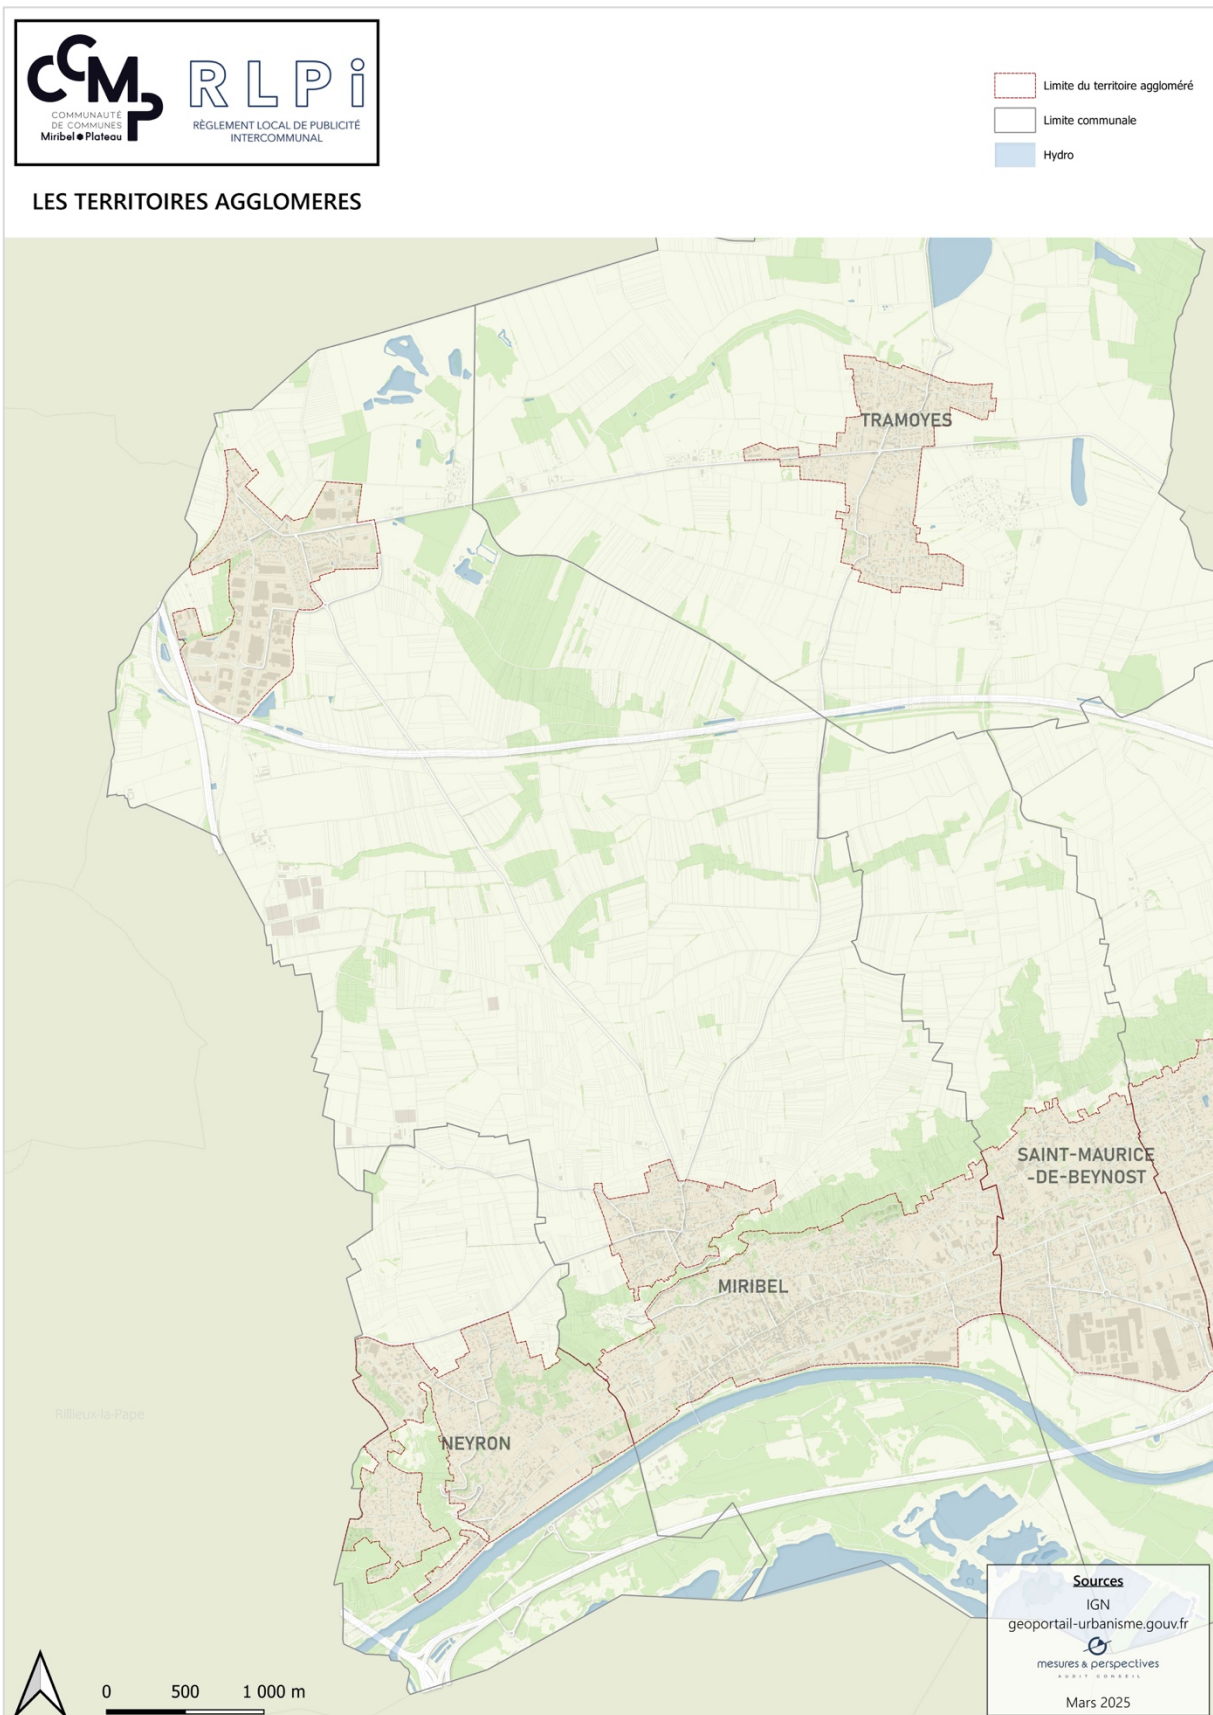 CCMP
COMMUNAUTÉ
DE COMMUNES
Miribel Plateau
RLPi
RÈGLEMENT LOCAL DE PUBLICITÉ
INTERCOMMUNAL
Limite du territoire aggloméré
Limite communale
Hydro
LES TERRITOIRES AGGLOMERES
TRAMOYES
SAINT-MAURICE
-DE-BEYNOST
MIRIBEL
Rillieux-la-Pape
NEYRON
Sources
IGN
geoportail-urbanisme.gouv.fr
mesures & perspectives
AUDIT CONSEIL
Mars 2025
0 500 1 000 m